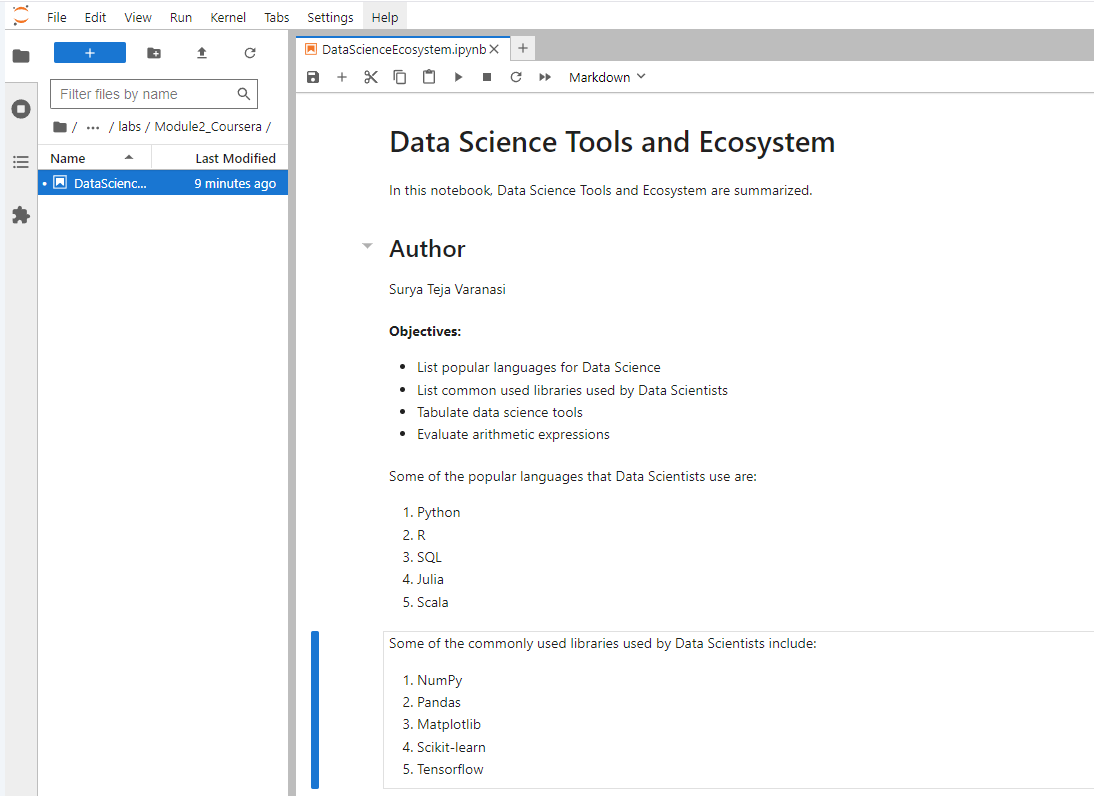 File Edit View Run Kernel Tabs Settings Help
DataScienceEcosystem.ipynb
Markdown
Filter files by name
/ ... / labs / Module2_Coursera /
Name Last Modified
DataScienc... 9 minutes ago
Data Science Tools and Ecosystem
In this notebook, Data Science Tools and Ecosystem are summarized.
Author
Surya Teja Varanasi
Objectives:
• List popular languages for Data Science
• List common used libraries used by Data Scientists
• Tabulate data science tools
• Evaluate arithmetic expressions
Some of the popular languages that Data Scientists use are:
1. Python
2. R
3. SQL
4. Julia
5. Scala
Some of the commonly used libraries used by Data Scientists include:
1. NumPy
2. Pandas
3. Matplotlib
4. Scikit-learn
5. Tensorflow